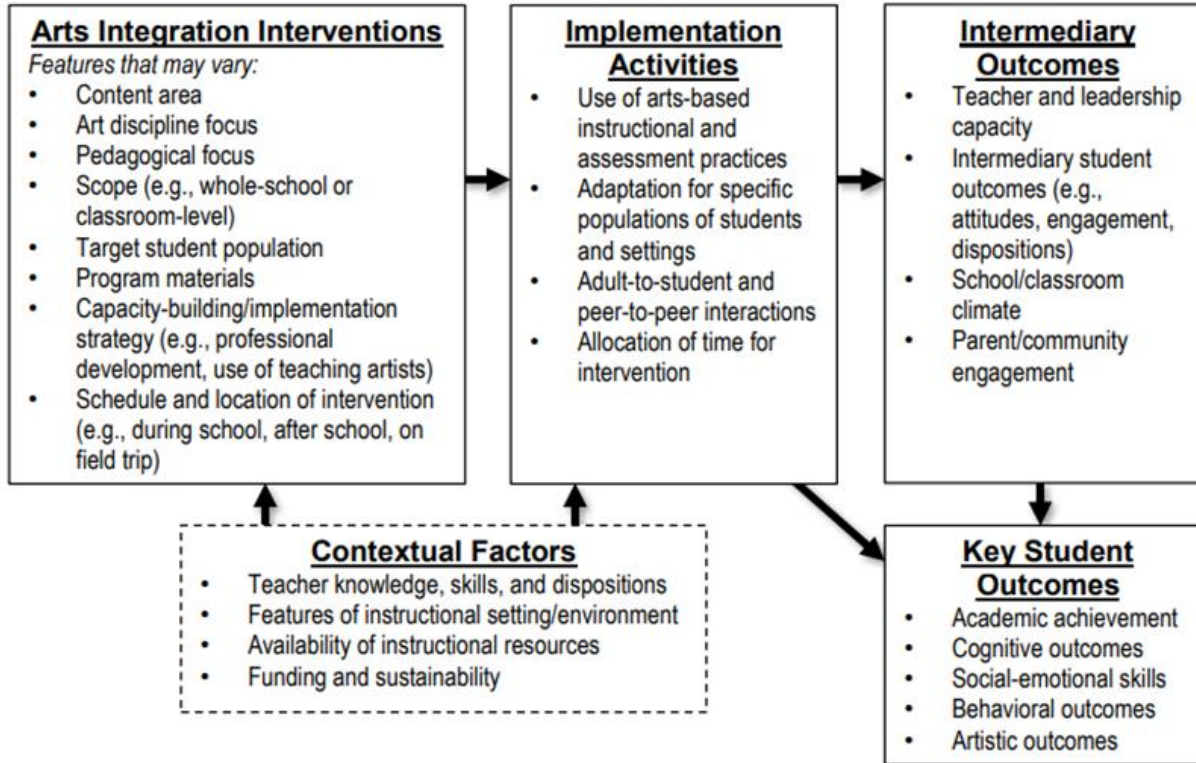 Arts Integration Interventions
Features that may vary:
• Content area
• Art discipline focus
• Pedagogical focus
• Scope (e.g., whole-school or
classroom-level)
• Target student population
• Program materials
• Capacity-building/implementation
strategy (e.g., professional
development, use of teaching artists)
• Schedule and location of intervention
(e.g., during school, after school, on
field trip)
Implementation
Activities
• Use of arts-based
instructional and
assessment practices
• Adaptation for specific
populations of students
and settings
• Adult-to-student and
peer-to-peer interactions
• Allocation of time for
intervention
Intermediary
Outcomes
• Teacher and leadership
capacity
• Intermediary student
outcomes (e.g.,
attitudes, engagement,
dispositions)
• School/classroom
climate
• Parent/community
engagement
Contextual Factors
• Teacher knowledge, skills, and dispositions
• Features of instructional setting/environment
• Availability of instructional resources
• Funding and sustainability
Key Student
Outcomes
• Academic achievement
• Cognitive outcomes
• Social-emotional skills
• Behavioral outcomes
• Artistic outcomes